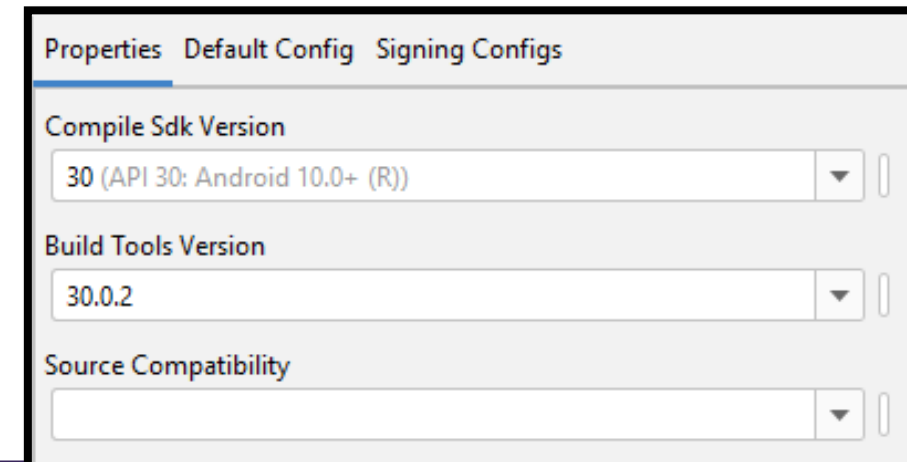 Properties Default Config Signing Configs
Compile Sdk Version
30 (API 30: Android 10.0+ (R))
Build Tools Version
30.0.2
Source Compatibility